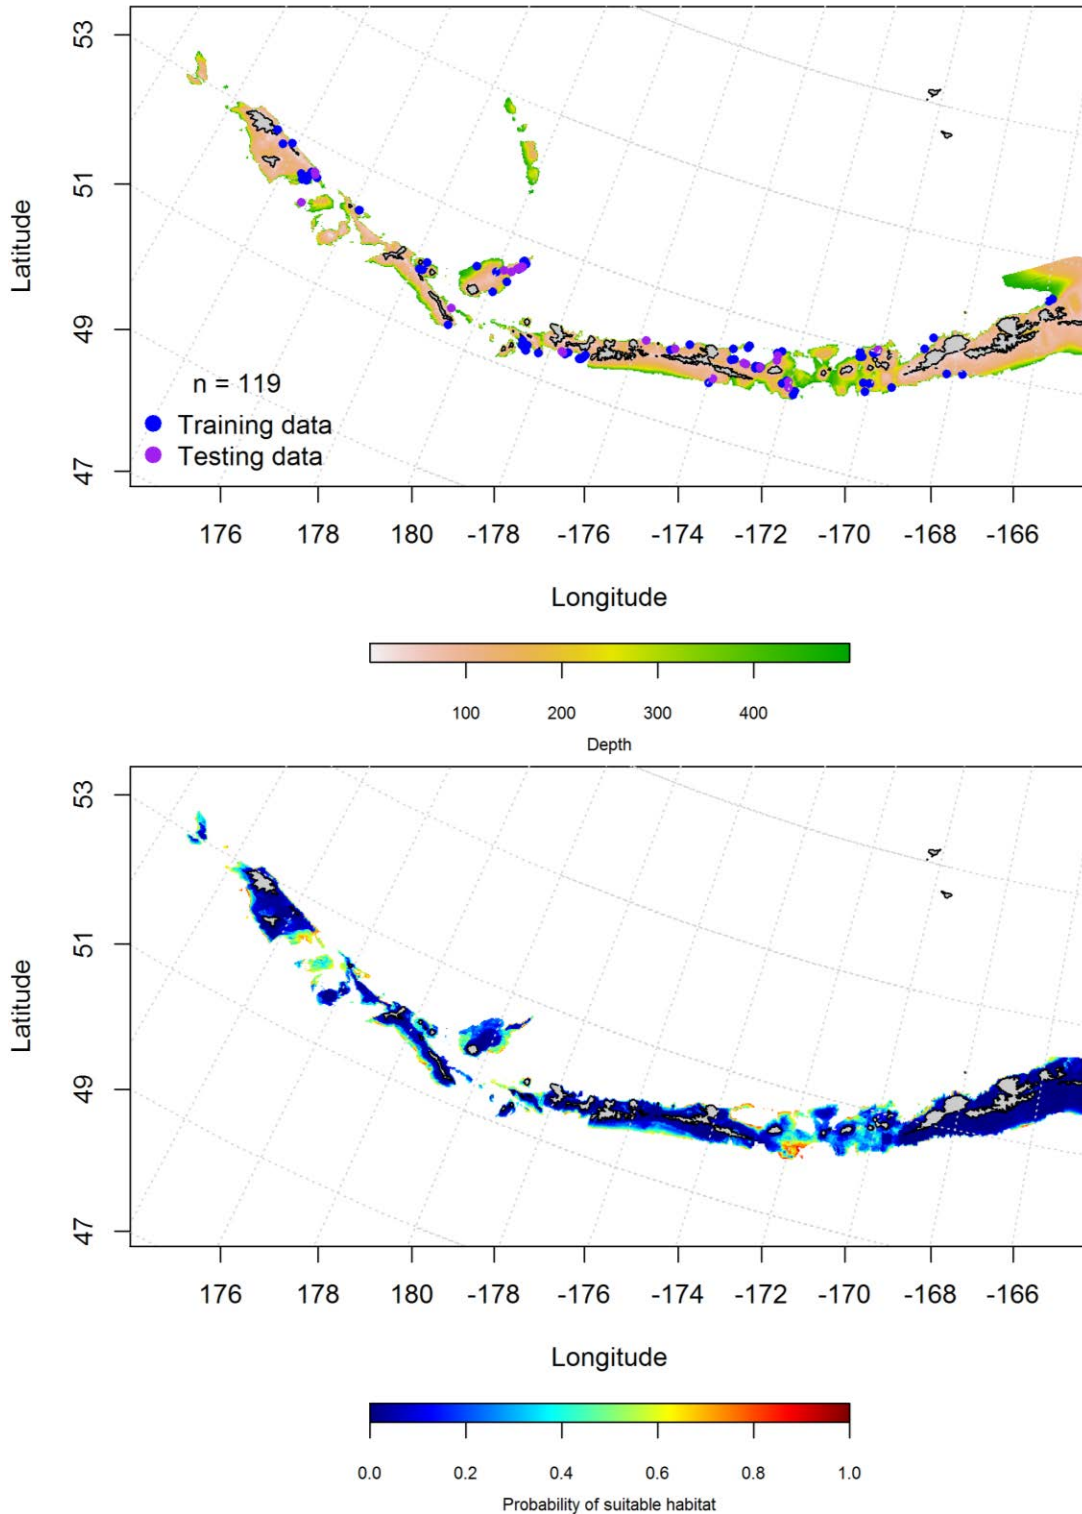 53
51
49
47
Latitude
n = 119
Training data
Testing data
176 178 180 -178 -176 -174 -172 -170 -168 -166
Longitude
100 200 300 400
Depth
53
51
49
47
Latitude
176 178 180 -178 -176 -174 -172 -170 -168 -166
Longitude
0.0 0.2 0.4 0.6 0.8 1.0
Probability of suitable habitat